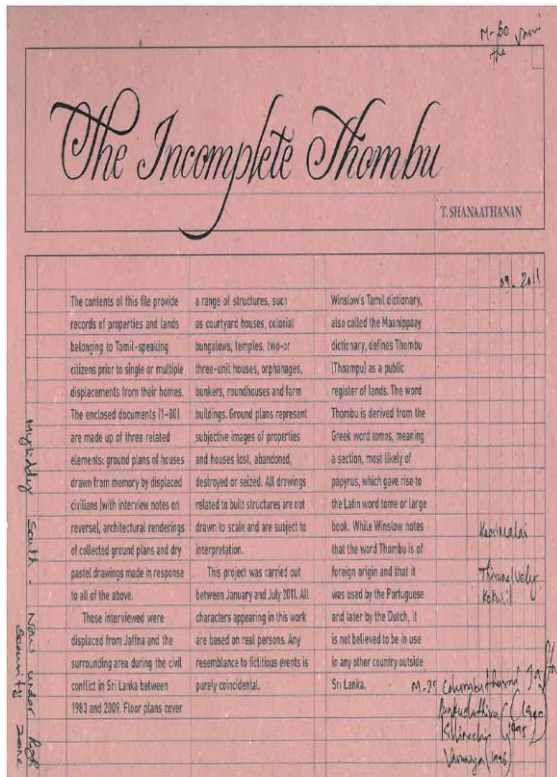 The Incomplete Thombu
T. SHANAATHANAN
09. 2011
The contents of this file provide
records of properties and lands
belonging to Tamil-speaking
citizens prior to single or multiple
displacements from their homes.
The enclosed documents (1-80)
are made up of three related
elements: ground plans of houses
drawn from memory by displaced
civilians (with interview notes on
reverse), architectural renderings
of collected ground plans and dry
pastel drawings made in response
to all of the above.
Those interviewed were
displaced from Jaffna and the
surrounding area during the civil
conflict in Sri Lanka between
1983 and 2009. Floor plans cover
a range of structures, such
as courtyard houses, colonial
bungalows, temples, two-or
three-unit houses, orphanages,
bunkers, roundhouses and farm
buildings. Ground plans represent
subjective images of properties
and houses lost, abandoned,
destroyed or seized. All drawings
related to built structures are not
drawn to scale and are subject to
interpretation.
This project was carried out
between January and July 2011. All
characters appearing in this work
are based on real persons. Any
resemblance to fictitious events is
purely coincidental.
Winslow's Tamil dictionary,
also called the Maanippaay
dictionary, defines Thombu
(Thoampu) as a public
register of lands. The word
Thombu is derived from the
Greek word tomos, meaning
a section, most likely of
papyrus, which gave rise to
the Latin word tome or large
book. While Winslow notes
that the word Thombu is of
foreign origin and that it
was used by the Portuguese
and later by the Dutch, it
is not believed to be in use
in any other country outside
Sri Lanka.
South - Now under
Security zone
Kokuvil
M-29
(1990)
(1995)
(1996)